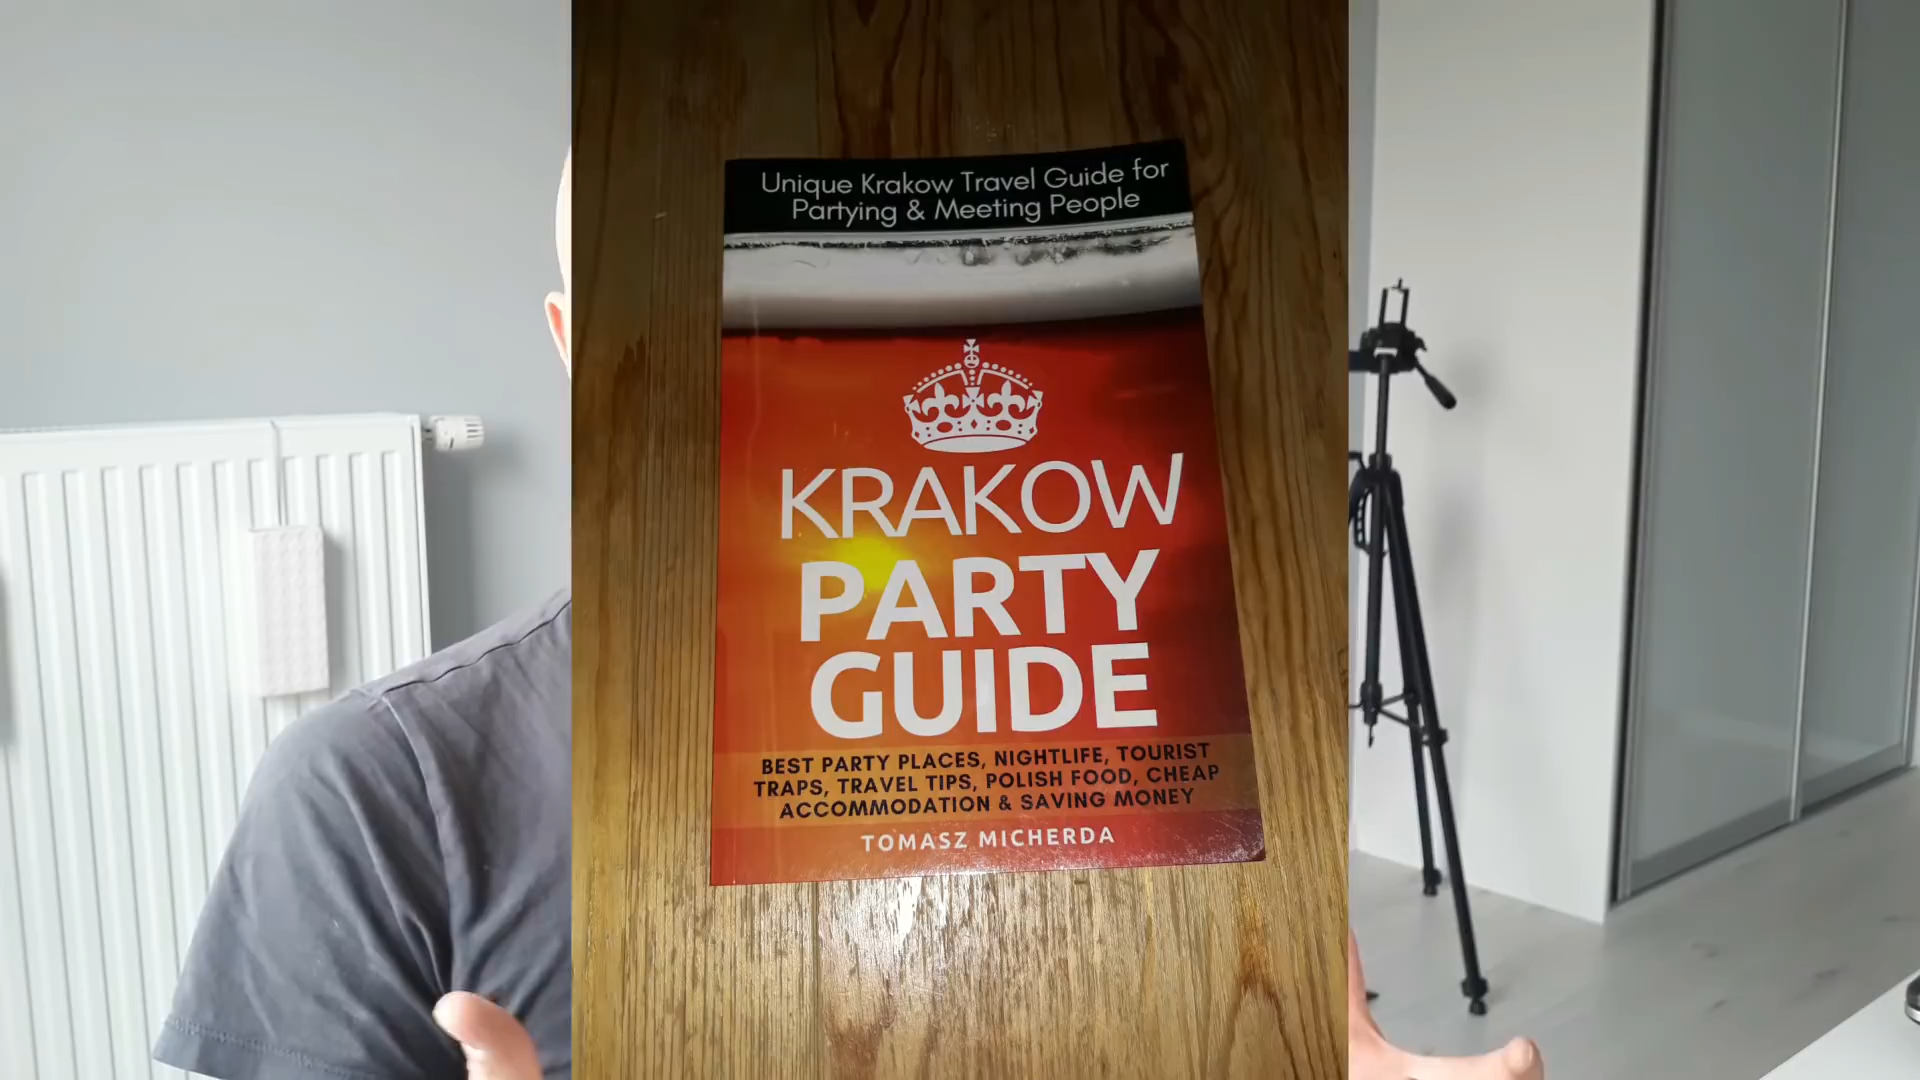 Unique Krakow Travel Guide for
Partying & Meeting People
KRAKOW
PARTY
GUIDE
BEST PARTY PLACES, NIGHTLIFE, TOURIST
TRAPS, TRAVEL TIPS, POLISH FOOD, CHEAP
ACCOMMODATION & SAVING MONEY
TOMASZ MICHERDA